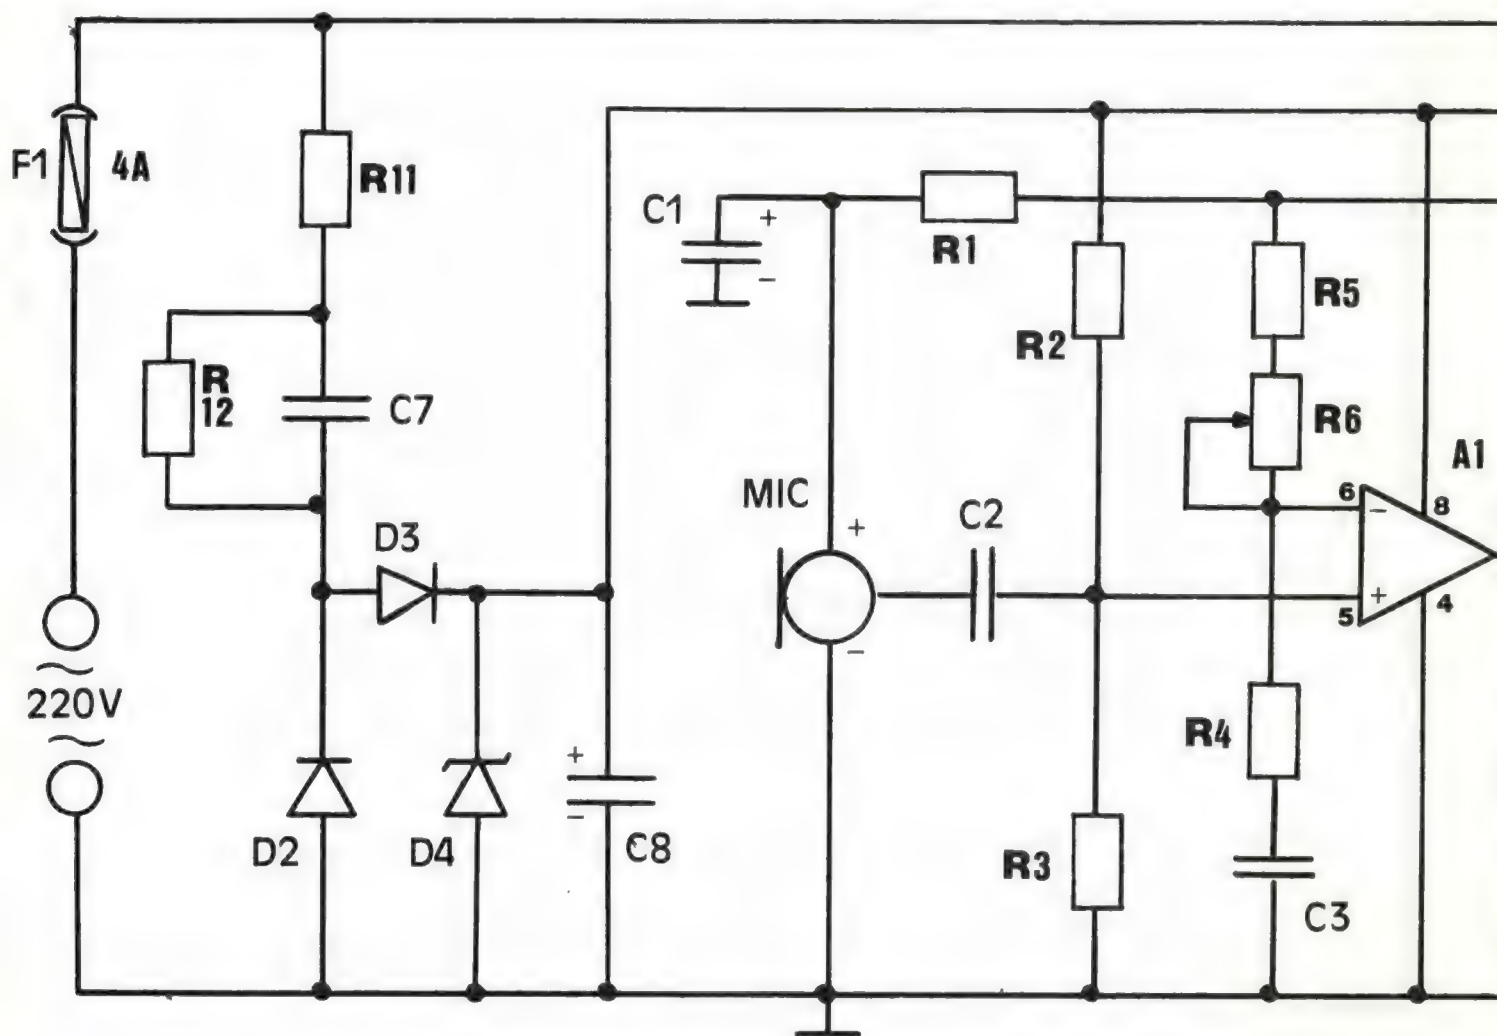 F1
4A
R11
C1
+
−
R1
R2
R5
R
12
C7
R6
A1
MIC
+
−
C2
6
−
8
5
+
4
D3
220V
D2
D4
+
−
C8
R3
R4
C3